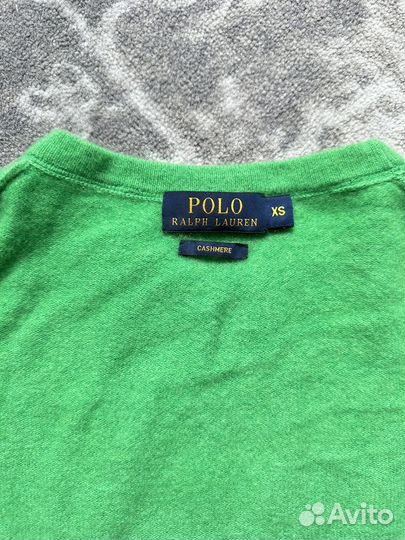 POLO
RALPH LAUREN
XS
CASHMERE
Avito